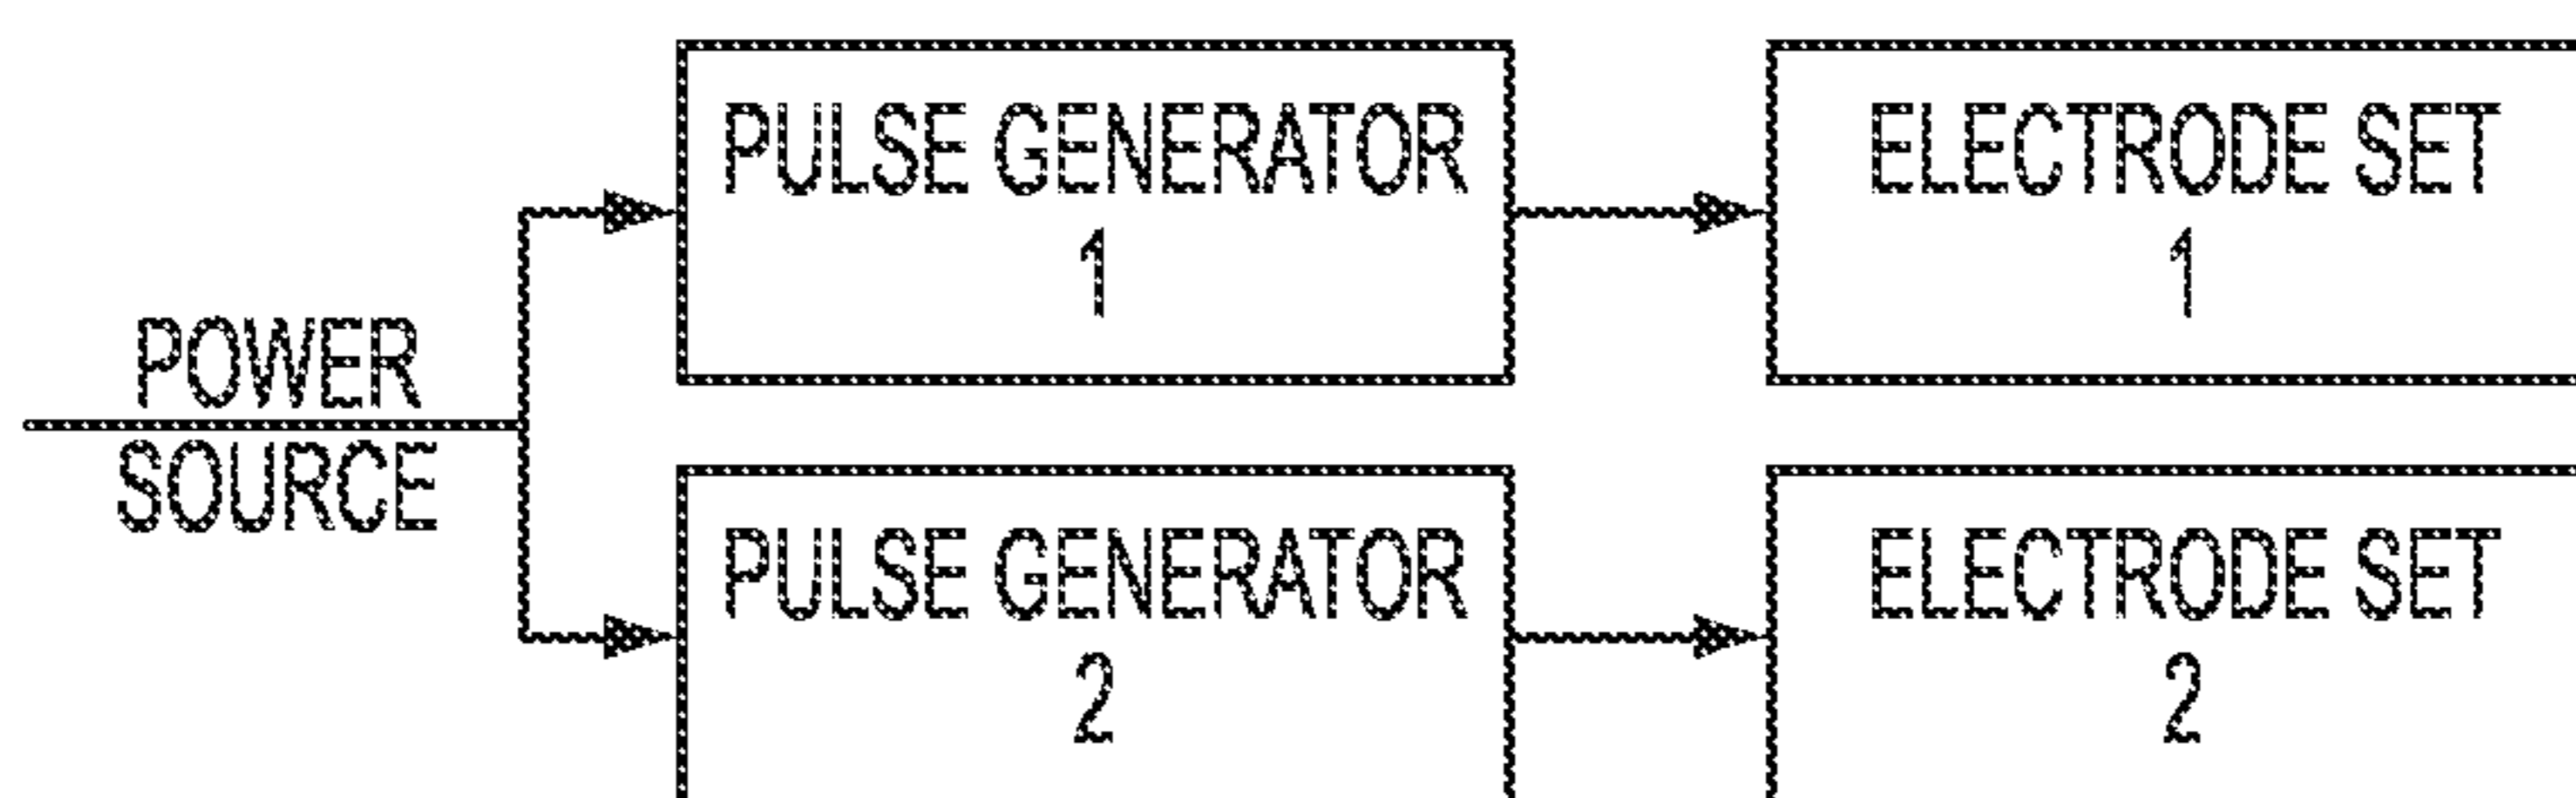 POWER
SOURCE
PULSE GENERATOR
1
ELECTRODE SET
1
PULSE GENERATOR
2
ELECTRODE SET
2